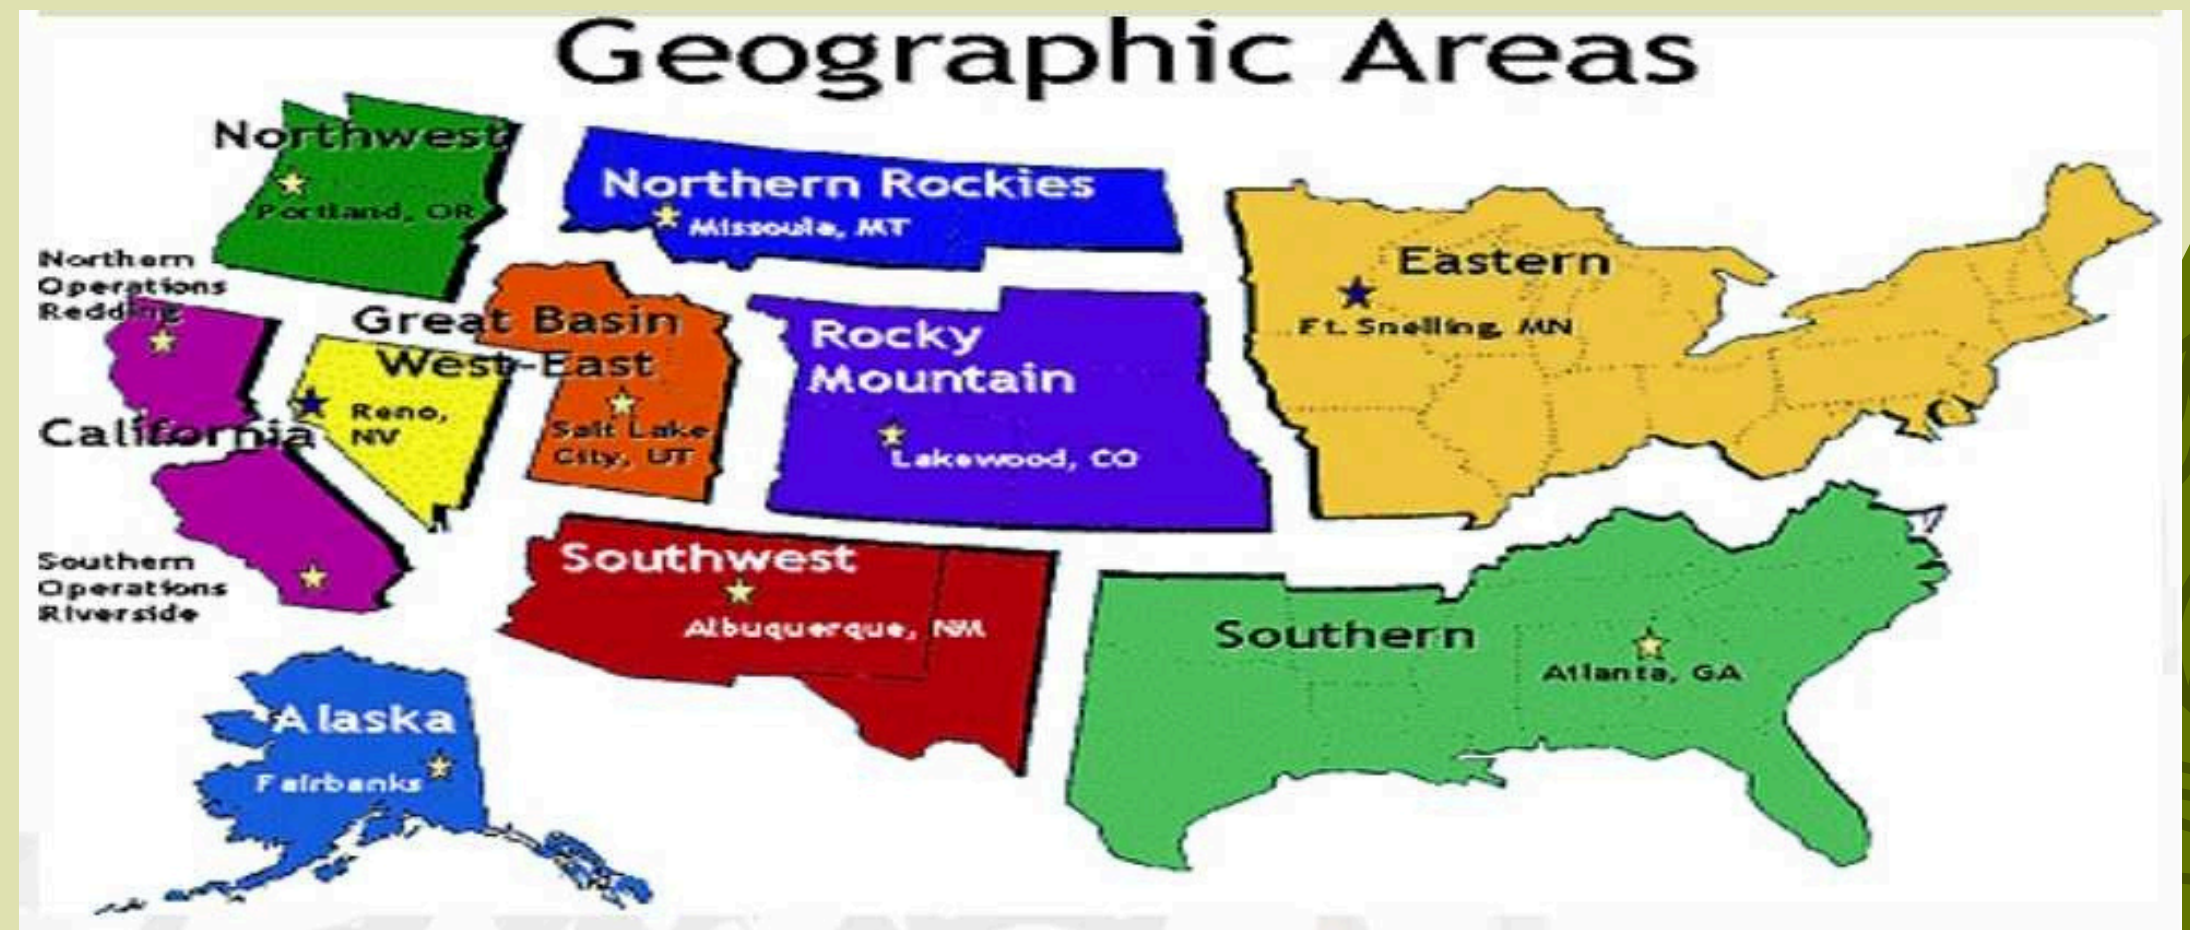 Geographic Areas
Northwest
Portland, OR
Northern Rockies
Missoula, MT
Eastern
Ft. Snelling, MN
Northern
Operations
Redding
Great Basin
West-East
Reno,
NV
Salt Lake
City, UT
Rocky
Mountain
Lakewood, CO
California
Southern
Operations
Riverside
Southwest
Albuquerque, NM
Southern
Atlanta, GA
Alaska
Fairbanks